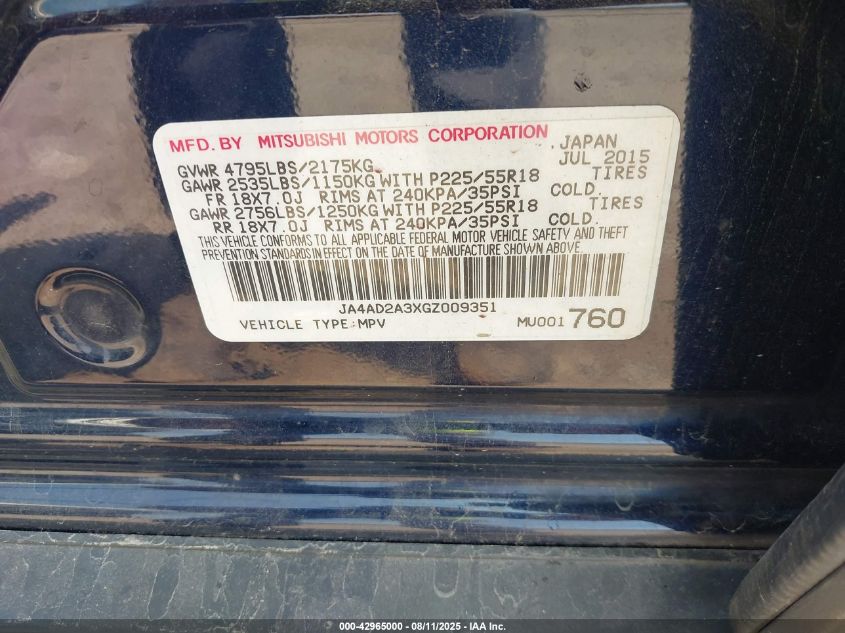 MFD. BY MITSUBISHI MOTORS CORPORATION JAPAN
GVWR 4795LBS/2175KG JUL 2015
GAWR 2535LBS/1150KG WITH P225/55R18 TIRES
FR 18X7.0J RIMS AT 240KPA/35PSI COLD.
GAWR 2756LBS/1250KG WITH P225/55R18 TIRES
RR 18X7.0J RIMS AT 240KPA/35PSI COLD.
THIS VEHICLE CONFORMS TO ALL APPLICABLE FEDERAL MOTOR VEHICLE SAFETY AND THEFT
PREVENTION STANDARDS IN EFFECT ON THE DATE OF MANUFACTURE SHOWN ABOVE.
JA4AD2A3XGZ009351
VEHICLE TYPE:MPV MU001760
000-42965000 - 08/11/2025 - IAA Inc.